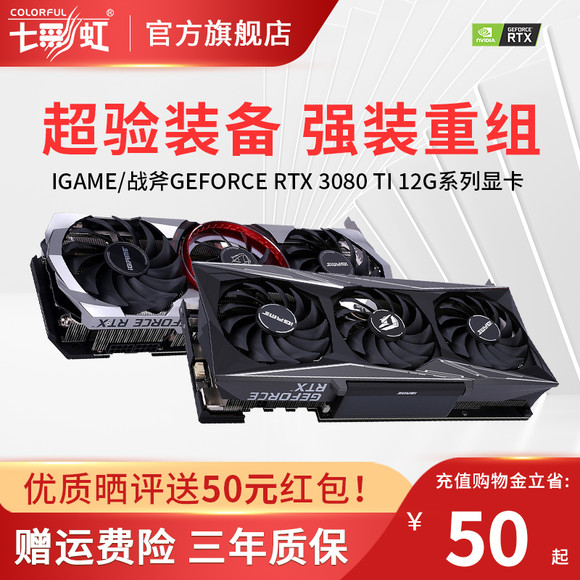 COLORFUL
七彩虹 官方旗舰店
NVIDIA
GEFORCE
RTX
超验装备 强装重组
IGAME/战斧GEFORCE RTX 3080 TI 12G系列显卡
iGAME
iGAME
iGAME
iGAME
GEFORCE RTX
GEFORCE
RTX
iGAME
优质晒评送50元红包！
充值购物金立省：
¥ 50 起
赠运费险 三年质保